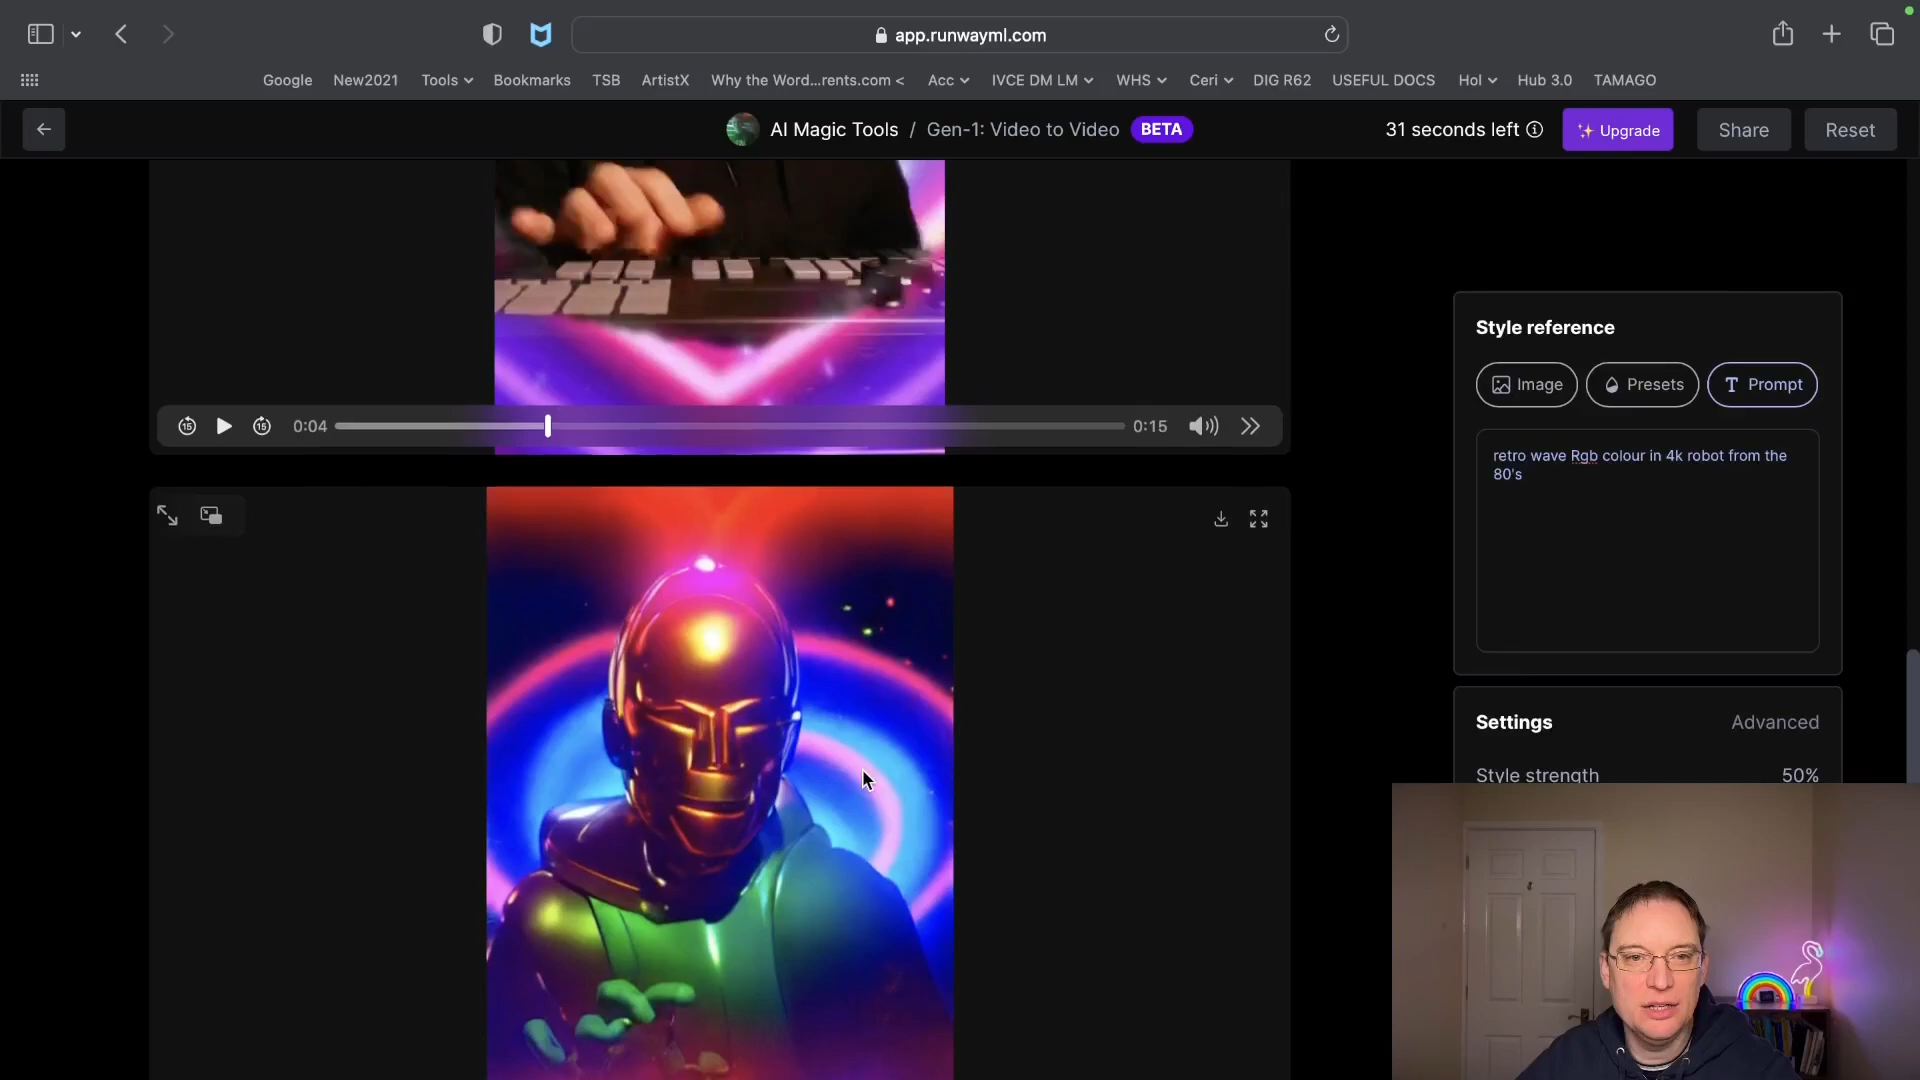 app.runwayml.com
Google New2021 Tools Bookmarks TSB ArtistX Why the Word...rents.com < Acc IVCE DM LM WHS Ceri DIG R62 USEFUL DOCS Hol Hub 3.0 TAMAGO
AI Magic Tools / Gen-1: Video to Video BETA 31 seconds left Upgrade Share Reset
Style reference
Image Presets T Prompt
15 15 0:04 0:15
retro wave Rgb colour in 4k robot from the
80's
Settings Advanced
Style strength 50%